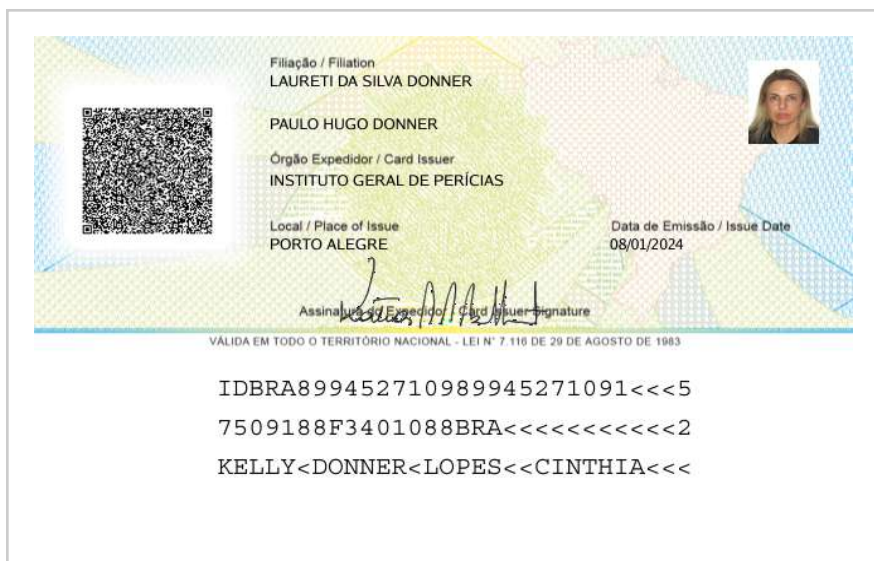 Filiação / Filiation
LAURETI DA SILVA DONNER
PAULO HUGO DONNER
Órgão Expedidor / Card Issuer
INSTITUTO GERAL DE PERÍCIAS
Local / Place of Issue
PORTO ALEGRE
Data de Emissão / Issue Date
08/01/2024
Assinatura do Expedidor / Card Issuer Signature
VÁLIDA EM TODO O TERRITÓRIO NACIONAL - LEI N° 7.116 DE 29 DE AGOSTO DE 1983
IDBRA899452710989945271091<<<5
7509188F3401088BRA<<<<<<<<<<<2
KELLY<DONNER<LOPES<<CINTHIA<<<